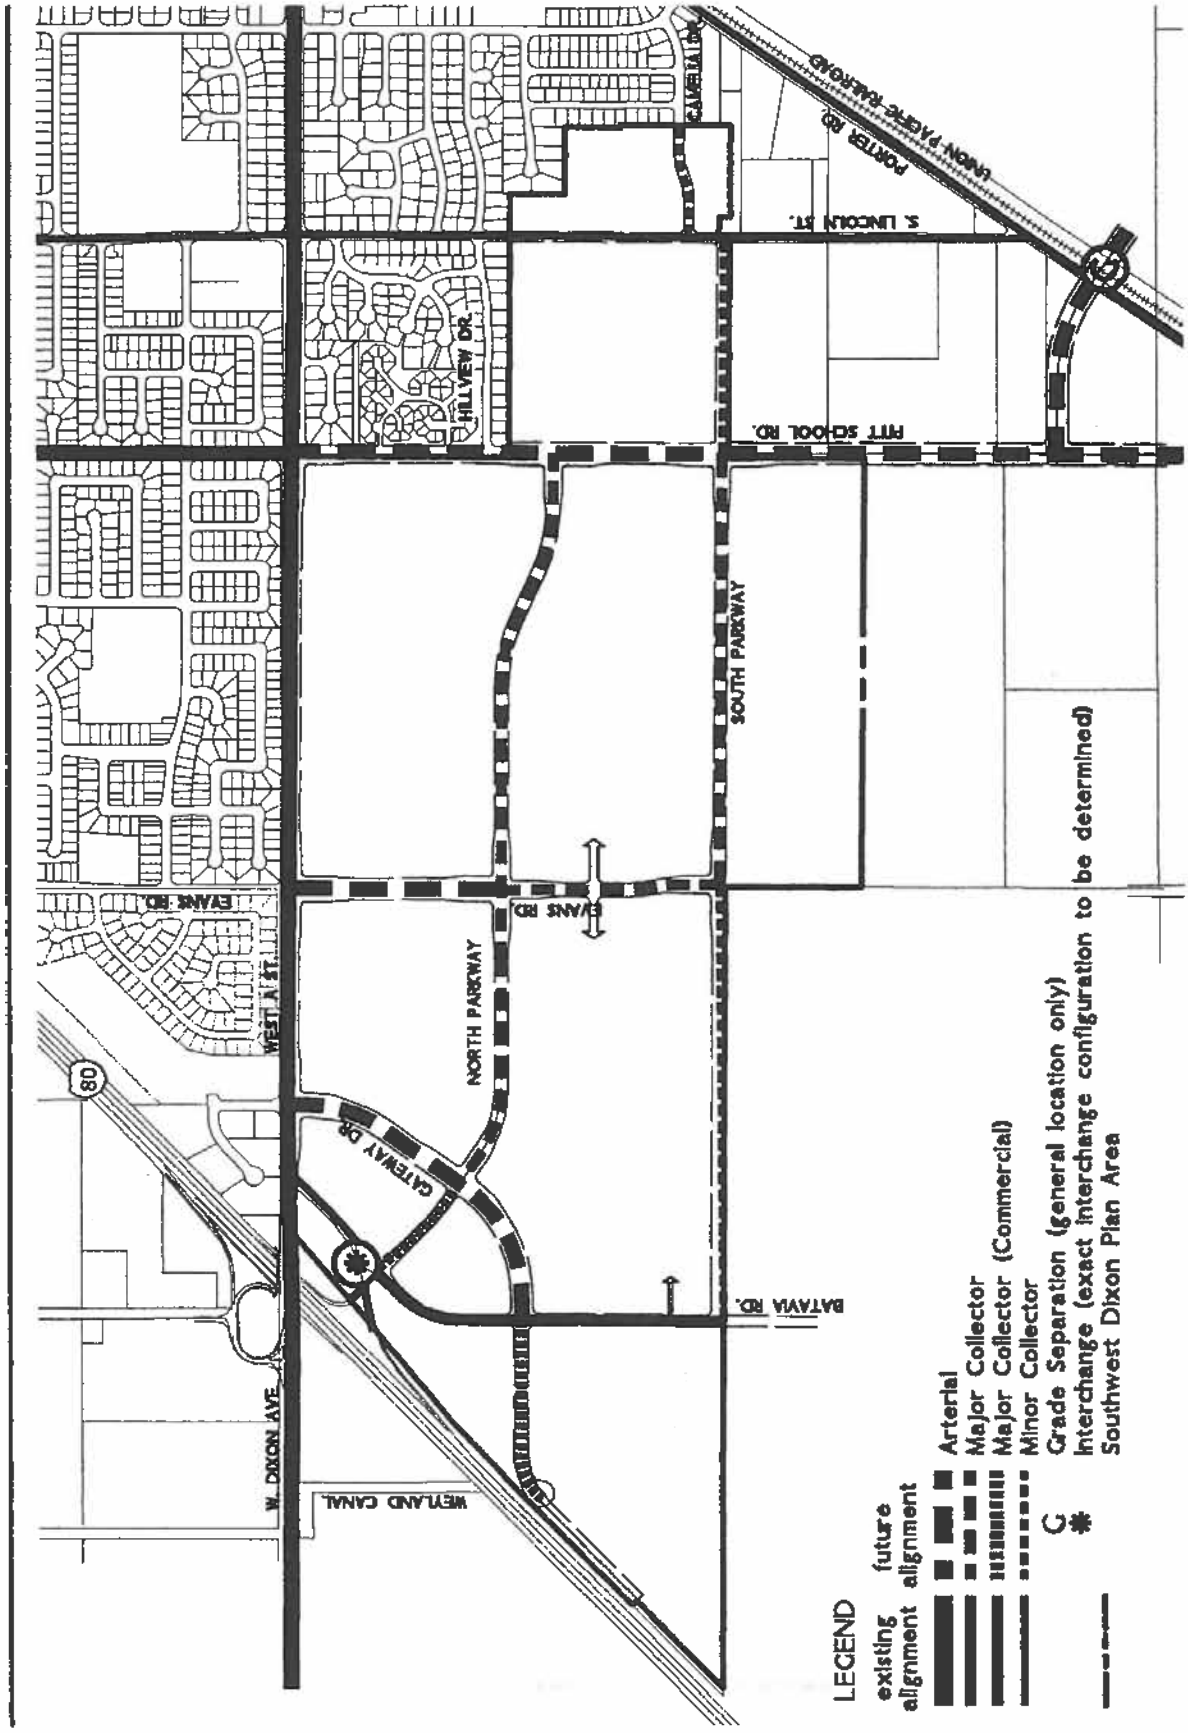 80
WEST A ST.
EVANS RD.
W. DIXON AVE.
WEYLAND CANAL
GATEWAY DR.
NORTH PARKWAY
EVANS RD.
BATAVIA RD.
SOUTH PARKWAY
HILLVIEW DR.
PITT SCHOOL RD.
S. LINCOLN ST.
CAMELIA DR.
PORTER RD.
UNION PACIFIC RAILROAD
G
LEGEND
existing alignment
future alignment
Arterial
Major Collector
Major Collector (Commercial)
Minor Collector
G Grade Separation (general location only)
✱ Interchange (exact interchange configuration to be determined)
Southwest Dixon Plan Area